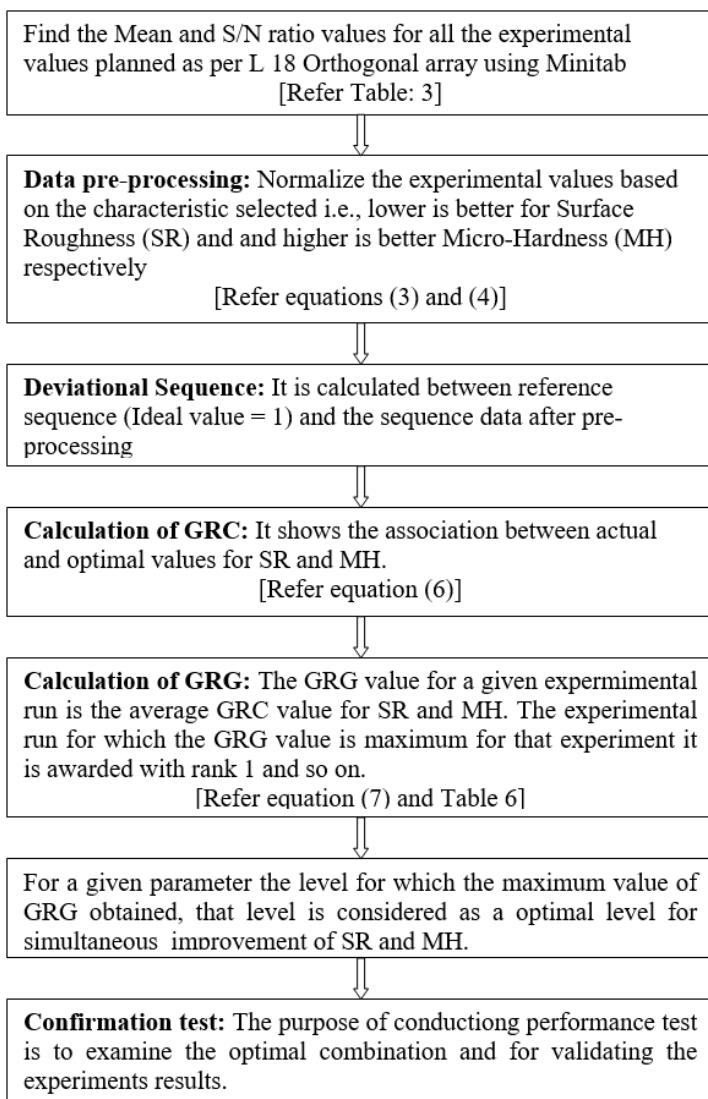 Find the Mean and S/N ratio values for all the experimental
values planned as per L 18 Orthogonal array using Minitab
[Refer Table: 3]
Data pre-processing: Normalize the experimental values based
on the characteristic selected i.e., lower is better for Surface
Roughness (SR) and and higher is better Micro-Hardness (MH)
respectively
[Refer equations (3) and (4)]
Deviational Sequence: It is calculated between reference
sequence (Ideal value = 1) and the sequence data after pre-
processing
Calculation of GRC: It shows the association between actual
and optimal values for SR and MH.
[Refer equation (6)]
Calculation of GRG: The GRG value for a given expermimental
run is the average GRC value for SR and MH. The experimental
run for which the GRG value is maximum for that experiment it
is awarded with rank 1 and so on.
[Refer equation (7) and Table 6]
For a given parameter the level for which the maximum value of
GRG obtained, that level is considered as a optimal level for
simultaneous improvement of SR and MH.
Confirmation test: The purpose of conductiong performance test
is to examine the optimal combination and for validating the
experiments results.